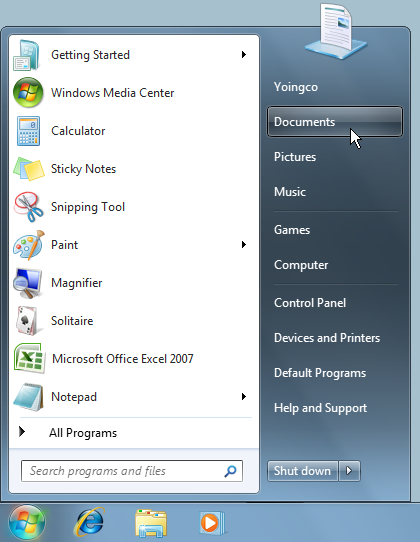 Getting Started
Windows Media Center
Calculator
Sticky Notes
Snipping Tool
Paint
Magnifier
Solitaire
Microsoft Office Excel 2007
Notepad
All Programs
Search programs and files
Yoingco
Documents
Pictures
Music
Games
Computer
Control Panel
Devices and Printers
Default Programs
Help and Support
Shut down